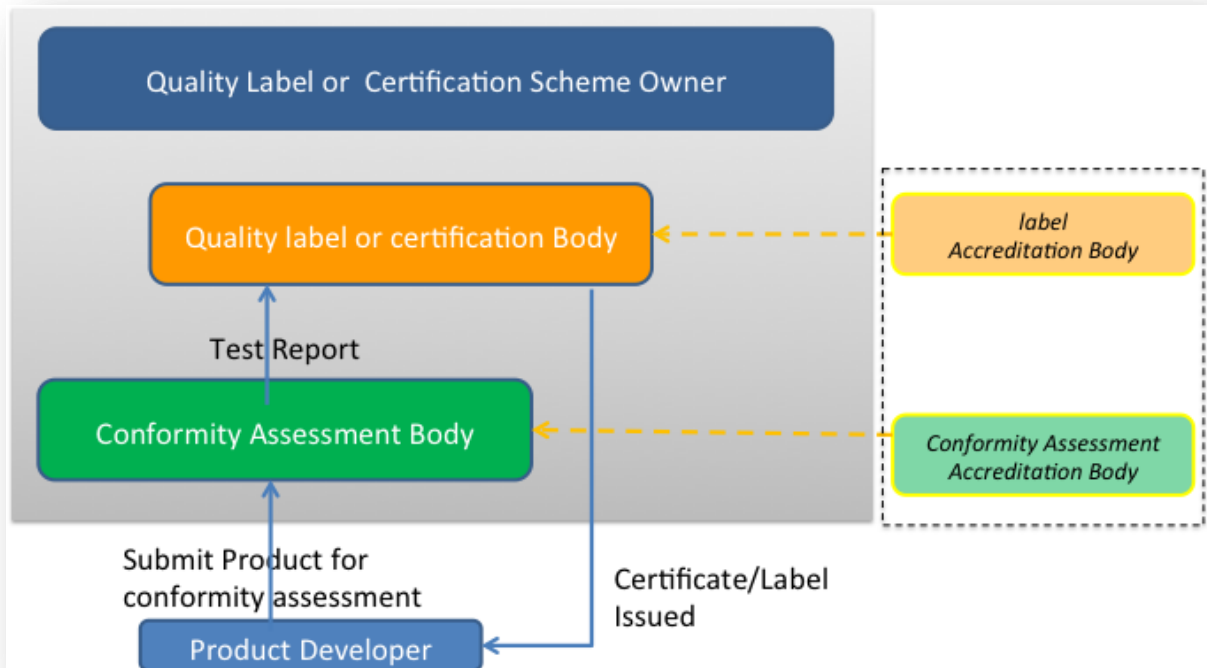 Quality Label or Certification Scheme Owner
Quality label or certification Body
label
Accreditation Body
Test Report
Conformity Assessment Body
Conformity Assessment
Accreditation Body
Submit Product for
conformity assessment
Certificate/Label
Issued
Product Developer